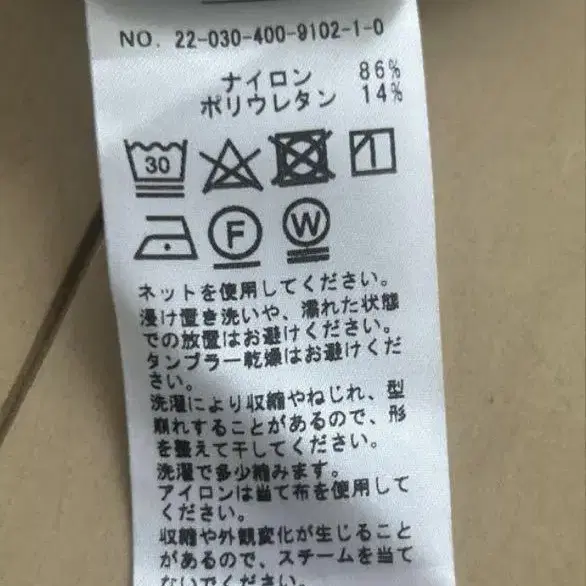 NO. 22-030-400-9102-1-0
ナイロン 86%
ポリウレタン 14%
30
F W
ネットを使用してください。
浸け置き洗いや、濡れた状態
での放置はお避けください。
タンブラー乾燥はお避けくだ
さい。
洗濯により収縮やねじれ、型
崩れすることがあるので、形
を整えて干してください。
洗濯で多少縮みます。
アイロンは当て布を使用して
ください。
収縮や外観変化が生じること
があるので、スチームを当て
ないでください。